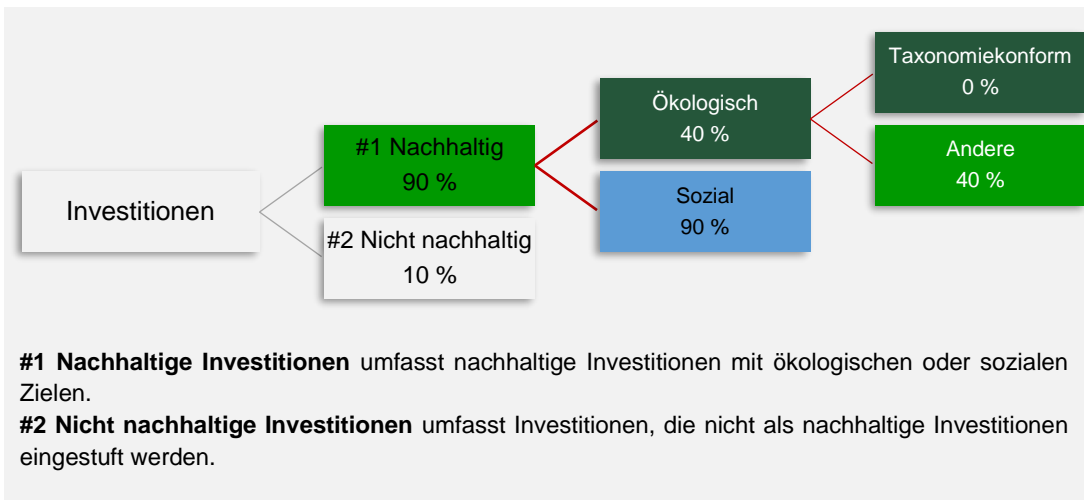 Investitionen
#1 Nachhaltig
90 %
#2 Nicht nachhaltig
10 %
Ökologisch
40 %
Sozial
90 %
Taxonomiekonform
0 %
Andere
40 %
#1 Nachhaltige Investitionen umfasst nachhaltige Investitionen mit ökologischen oder sozialen
Zielen.
#2 Nicht nachhaltige Investitionen umfasst Investitionen, die nicht als nachhaltige Investitionen
eingestuft werden.